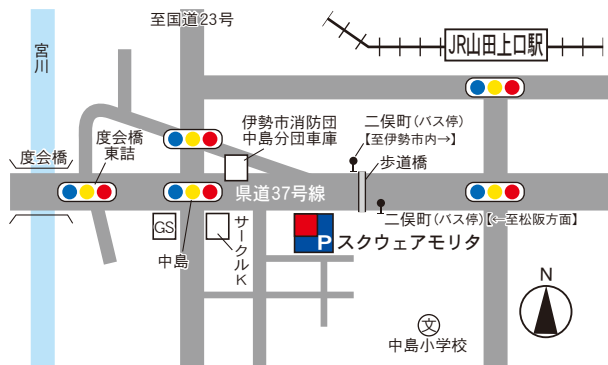 至国道23号
宮川
JR山田上口駅
伊勢市消防団
中島分団車庫
二俣町(バス停)
【至伊勢市内→】
度会橋
度会橋
東詰
歩道橋
県道37号線
二俣町(バス停)【←至松阪方面】
GS
中島
サークルK
P
スクウェアモリタ
N
文
中島小学校